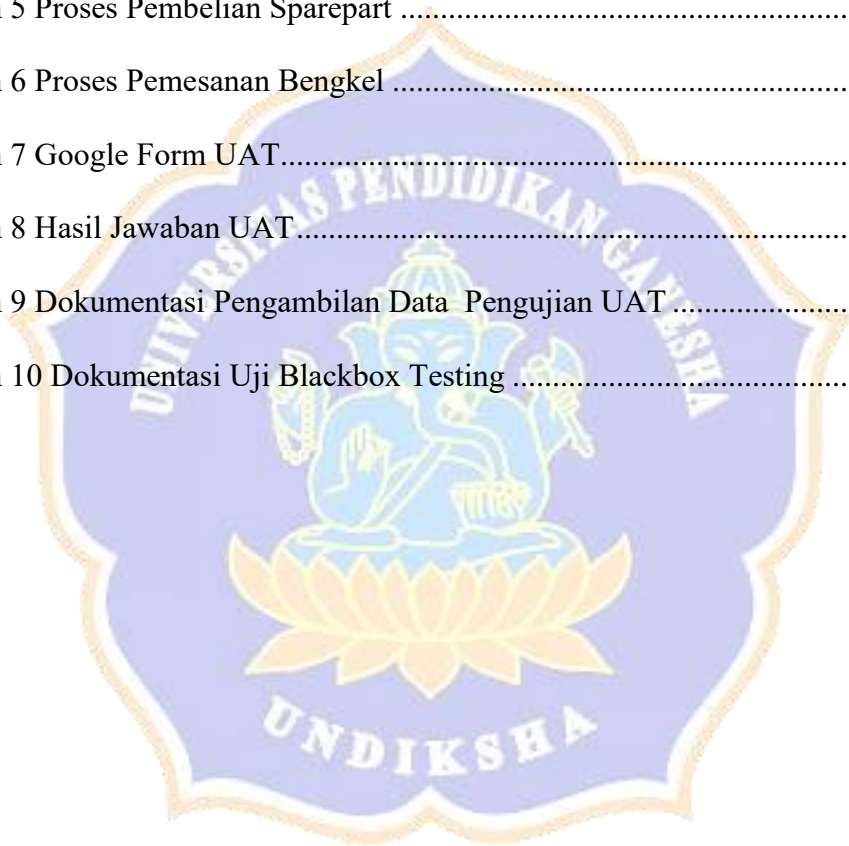 5 Proses Pembelian Sparepart ......................................................
6 Proses Pemesanan Bengkel .......................................................
7 Google Form UAT.....................................................................
8 Hasil Jawaban UAT...................................................................
9 Dokumentasi Pengambilan Data  Pengujian UAT ......................
10 Dokumentasi Uji Blackbox Testing .........................................
UNIVERSITAS PENDIDIKAN GANESHA
UNDIKSHA